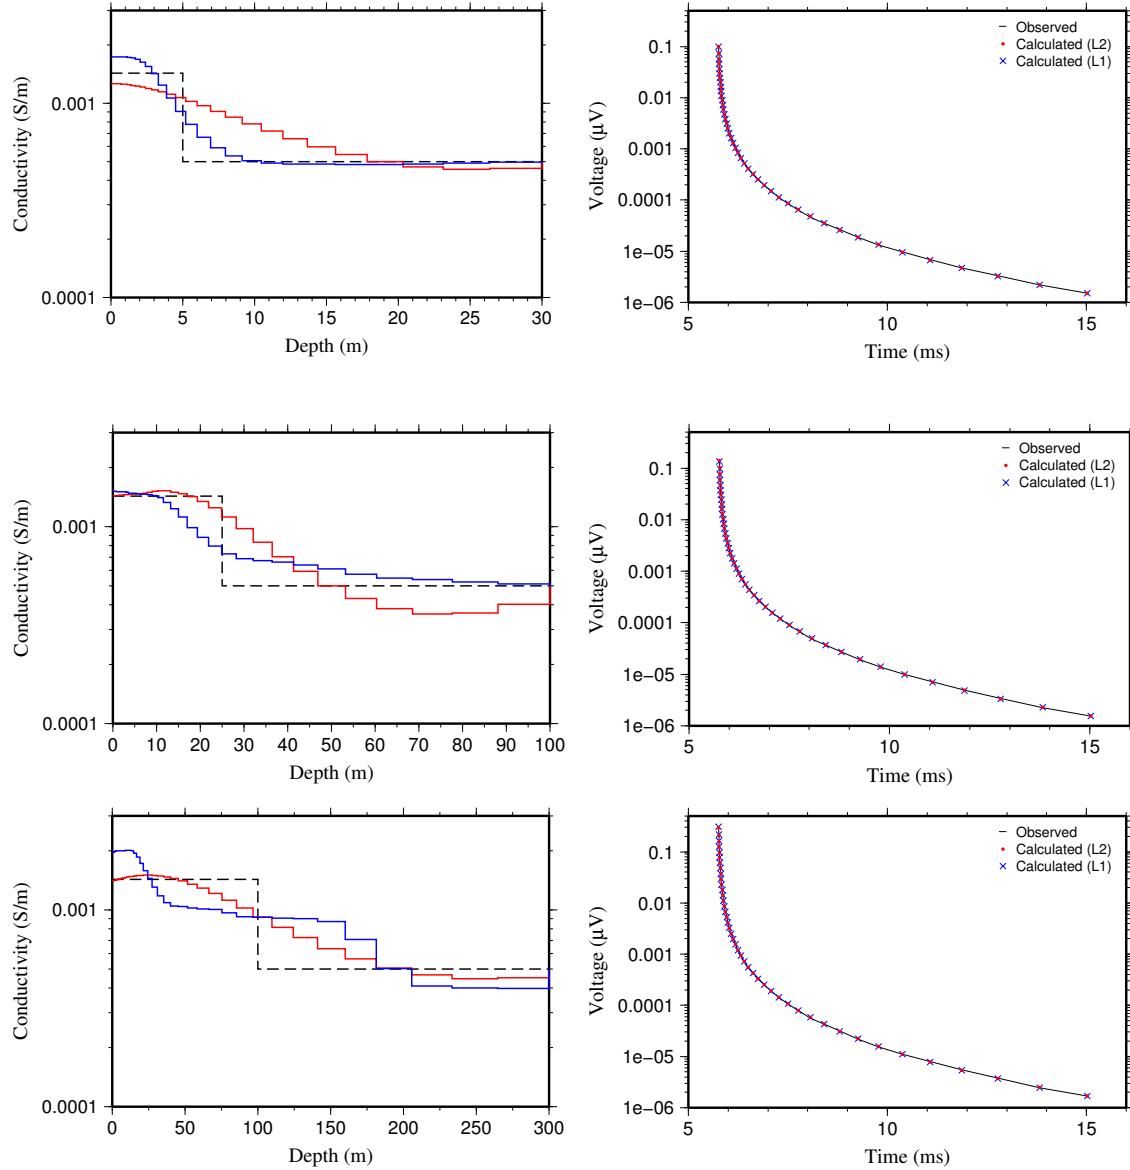 0.001
0.0001
Conductivity (S/m)
0 5 10 15 20 25 30
Depth (m)
0.1
0.01
0.001
0.0001
1e-05
1e-06
Voltage (µV)
Observed
Calculated (L2)
Calculated (L1)
5 10 15
Time (ms)
0.001
0.0001
Conductivity (S/m)
0 10 20 30 40 50 60 70 80 90 100
Depth (m)
0.1
0.01
0.001
0.0001
1e-05
1e-06
Voltage (µV)
Observed
Calculated (L2)
Calculated (L1)
5 10 15
Time (ms)
0.001
0.0001
Conductivity (S/m)
0 50 100 150 200 250 300
Depth (m)
0.1
0.01
0.001
0.0001
1e-05
1e-06
Voltage (µV)
Observed
Calculated (L2)
Calculated (L1)
5 10 15
Time (ms)